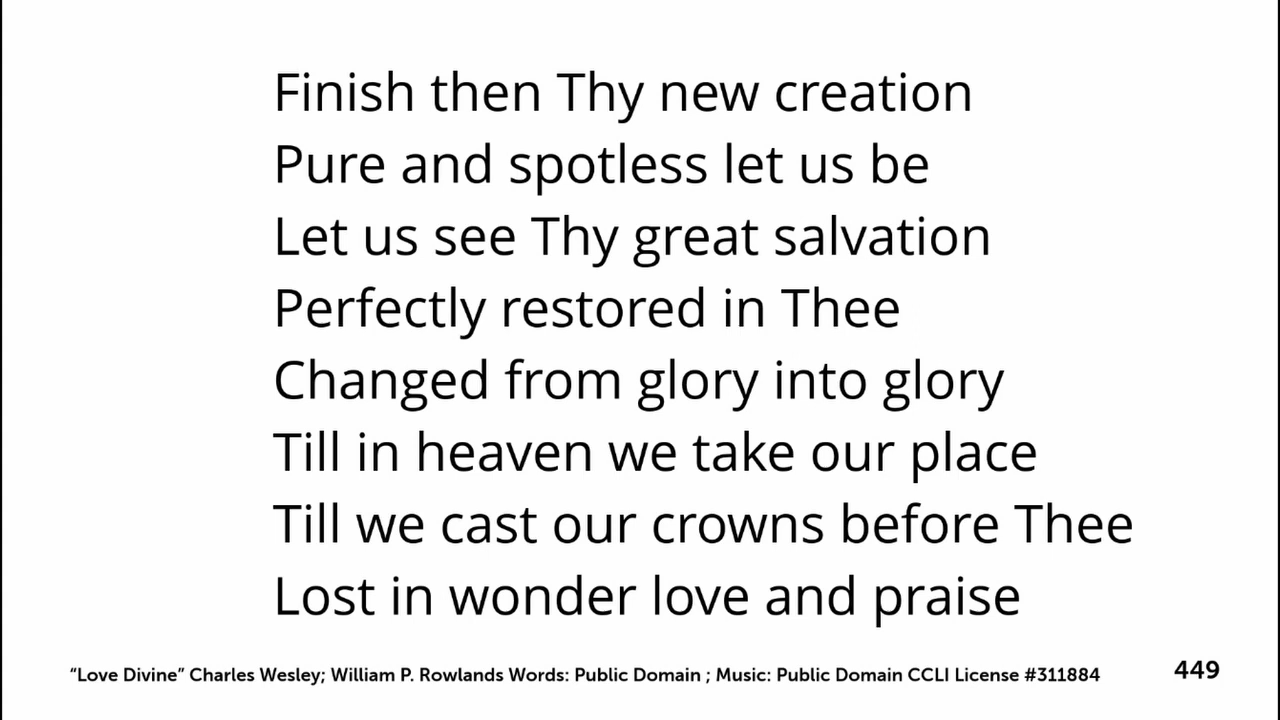 Finish then Thy new creation
Pure and spotless let us be
Let us see Thy great salvation
Perfectly restored in Thee
Changed from glory into glory
Till in heaven we take our place
Till we cast our crowns before Thee
Lost in wonder love and praise
“Love Divine” Charles Wesley; William P. Rowlands Words: Public Domain ; Music: Public Domain CCLI License #311884
449